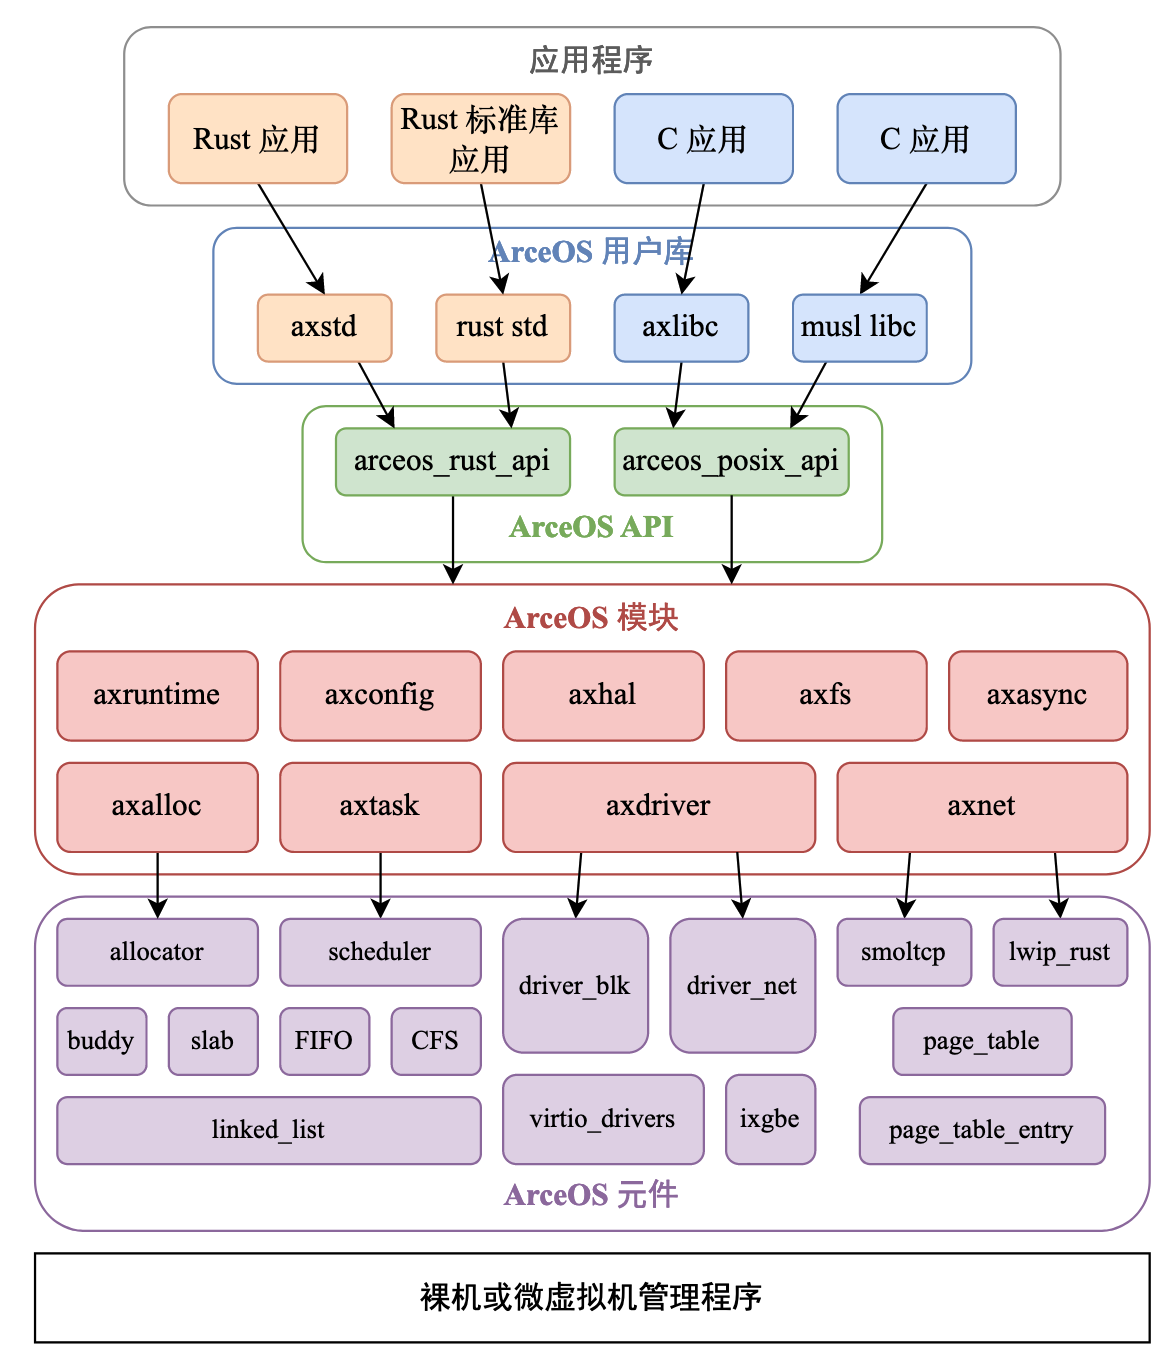 应用程序
Rust 应用
Rust 标准库
应用
C 应用
C 应用
ArceOS 用户库
axstd
rust std
axlibc
musl libc
arceos_rust_api
arceos_posix_api
ArceOS API
ArceOS 模块
axruntime
axconfig
axhal
axfs
axasync
axalloc
axtask
axdriver
axnet
allocator
scheduler
driver_blk
driver_net
smoltcp
lwip_rust
buddy
slab
FIFO
CFS
page_table
linked_list
virtio_drivers
ixgbe
page_table_entry
ArceOS 元件
裸机或微虚拟机管理程序